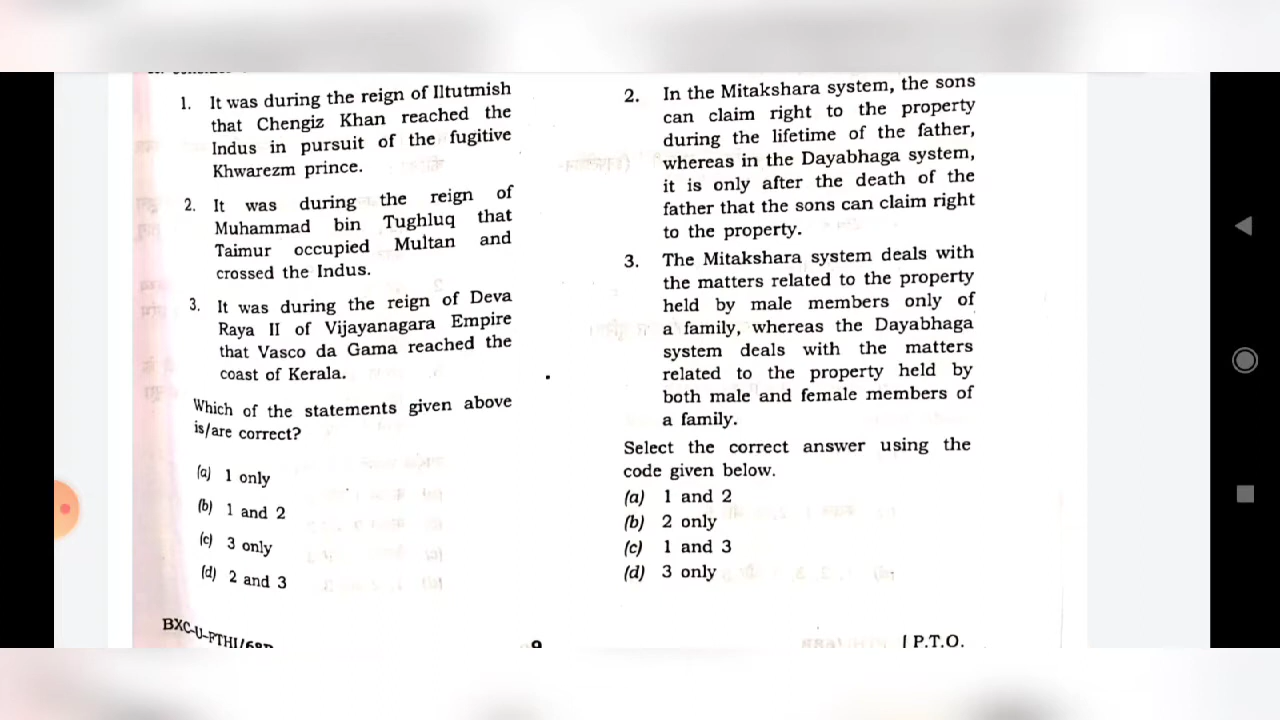 1. It was during the reign of Iltutmish
that Chengiz Khan reached the
Indus in pursuit of the fugitive
Khwarezm prince.
2. It was during the reign of
Muhammad bin Tughluq that
Taimur occupied Multan and
crossed the Indus.
3. It was during the reign of Deva
Raya II of Vijayanagara Empire
that Vasco da Gama reached the
coast of Kerala.
Which of the statements given above
is/are correct?
(a) 1 only
(b) 1 and 2
(c) 3 only
(d) 2 and 3
2. In the Mitakshara system, the sons
can claim right to the property
during the lifetime of the father,
whereas in the Dayabhaga system,
it is only after the death of the
father that the sons can claim right
to the property.
3. The Mitakshara system deals with
the matters related to the property
held by male members only of
a family, whereas the Dayabhaga
system deals with the matters
related to the property held by
both male and female members of
a family.
Select the correct answer using the
code given below.
(a) 1 and 2
(b) 2 only
(c) 1 and 3
(d) 3 only
9
[ P.T.O.